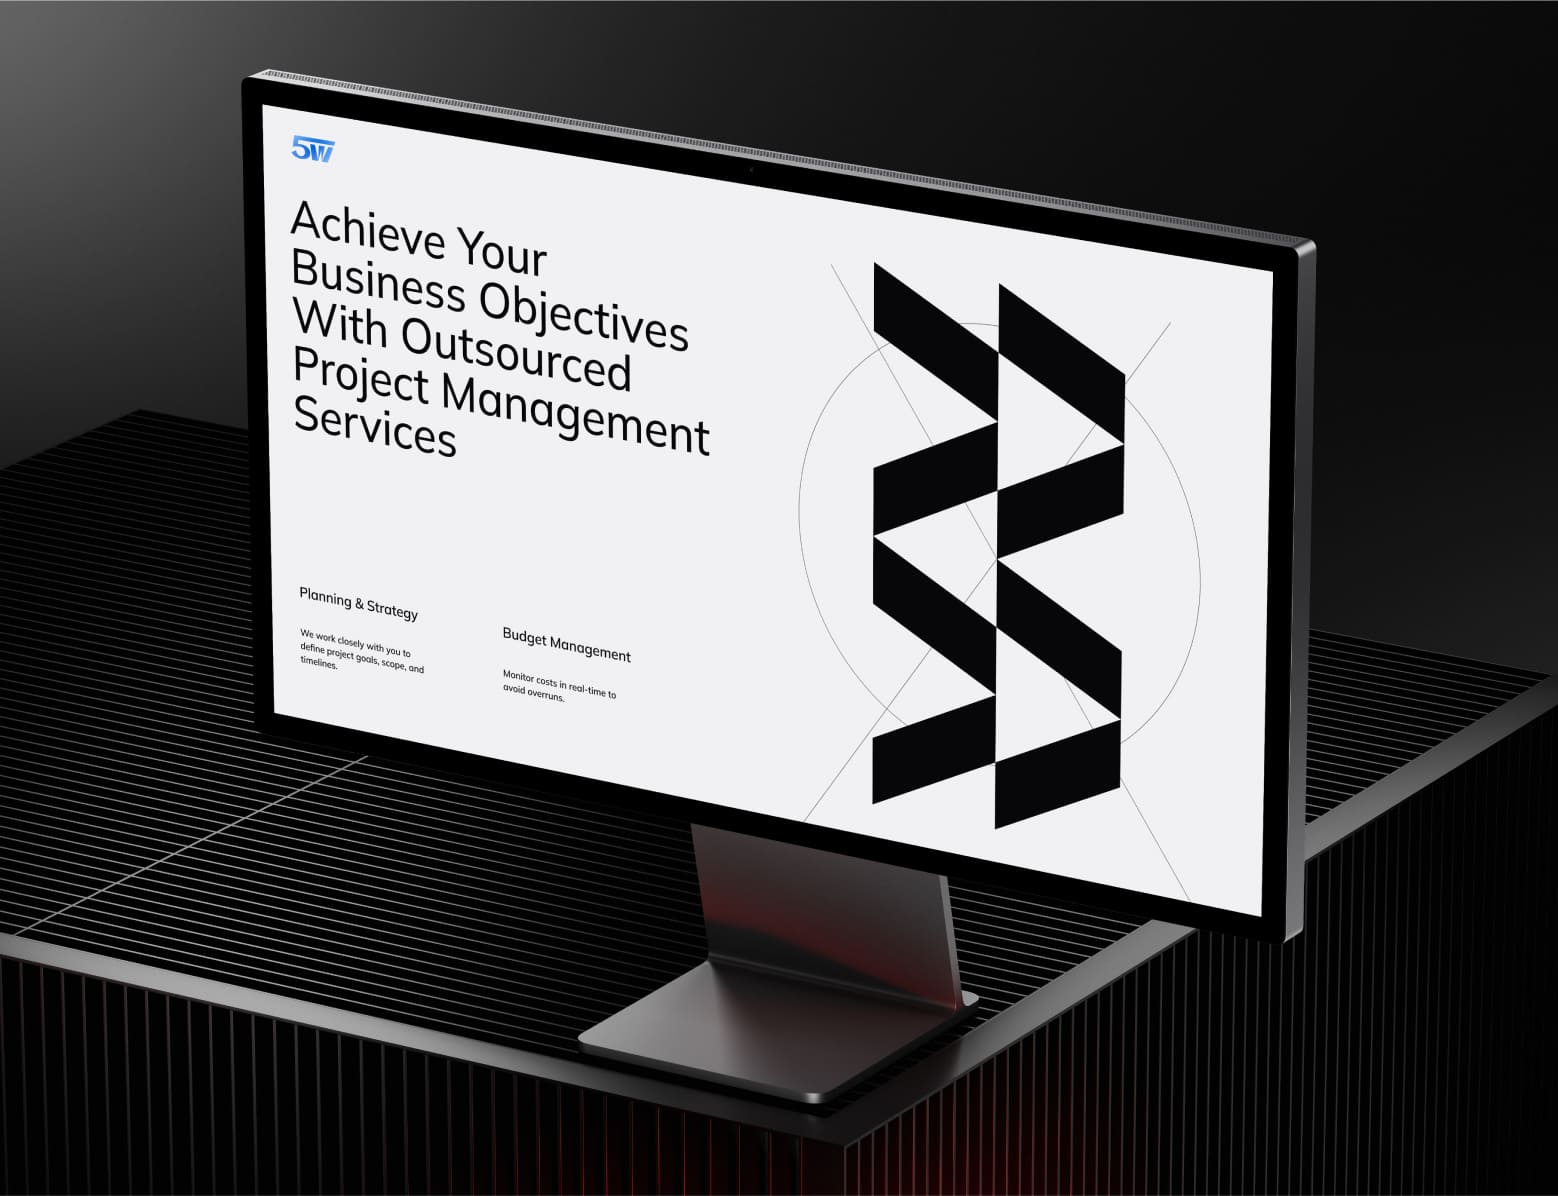 5W
Achieve Your
Business Objectives
With Outsourced
Project Management
Services
Planning & Strategy
We work closely with you to
define project goals, scope, and
timelines.
Budget Management
Monitor costs in real-time to
avoid overruns.